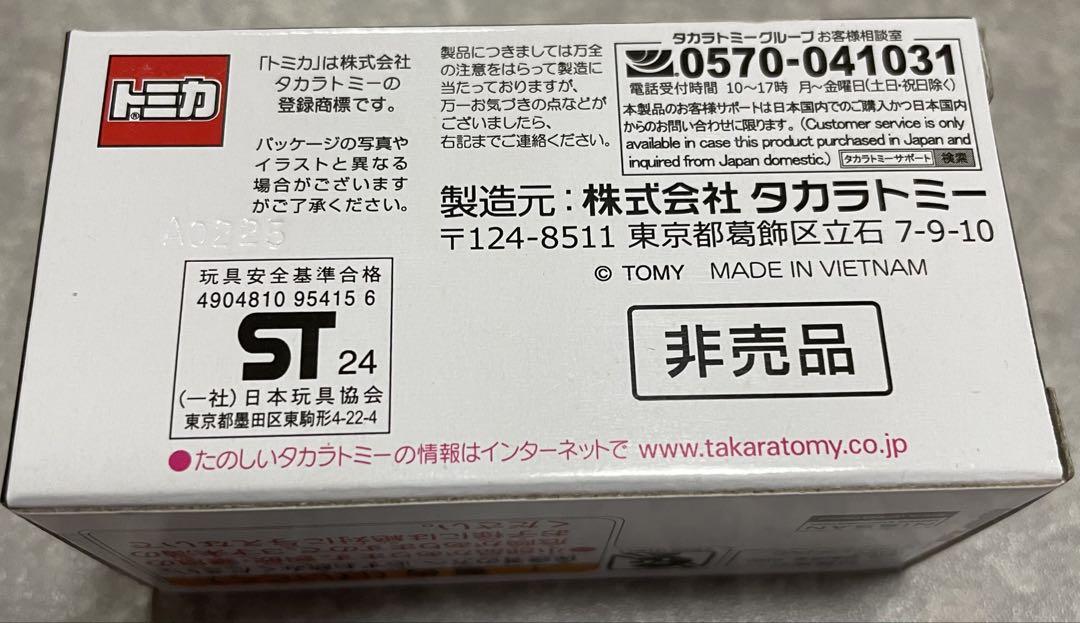 トミカ®
「トミカ」は株式会社
タカラトミーの
登録商標です。
パッケージの写真や
イラストと異なる
場合がございます
がご了承ください。
製品につきましては万全
の注意をはらって製造に
当たっておりますが、
万一お気づきの点などが
ございましたら、
右記までご連絡ください。
タカラトミーグループ お客様相談室
0570-041031
電話受付時間 10〜17時 月〜金曜日(土日・祝日除く)
本製品のお客様サポートは日本国内でのご購入かつ日本国内
からのお問い合わせに限ります。(Customer service is only
available in case this product purchased in Japan and
inquired from Japan domestic.) タカラトミーサポート 検索
製造元:株式会社 タカラトミー
〒124-8511 東京都葛飾区立石 7-9-10
© TOMY MADE IN VIETNAM
非売品
玩具安全基準合格
4904810 95415 6
ST 24
(一社)日本玩具協会
東京都墨田区東駒形4-22-4
●たのしいタカラトミーの情報はインターネットで www.takaratomy.co.jp
NISSAN